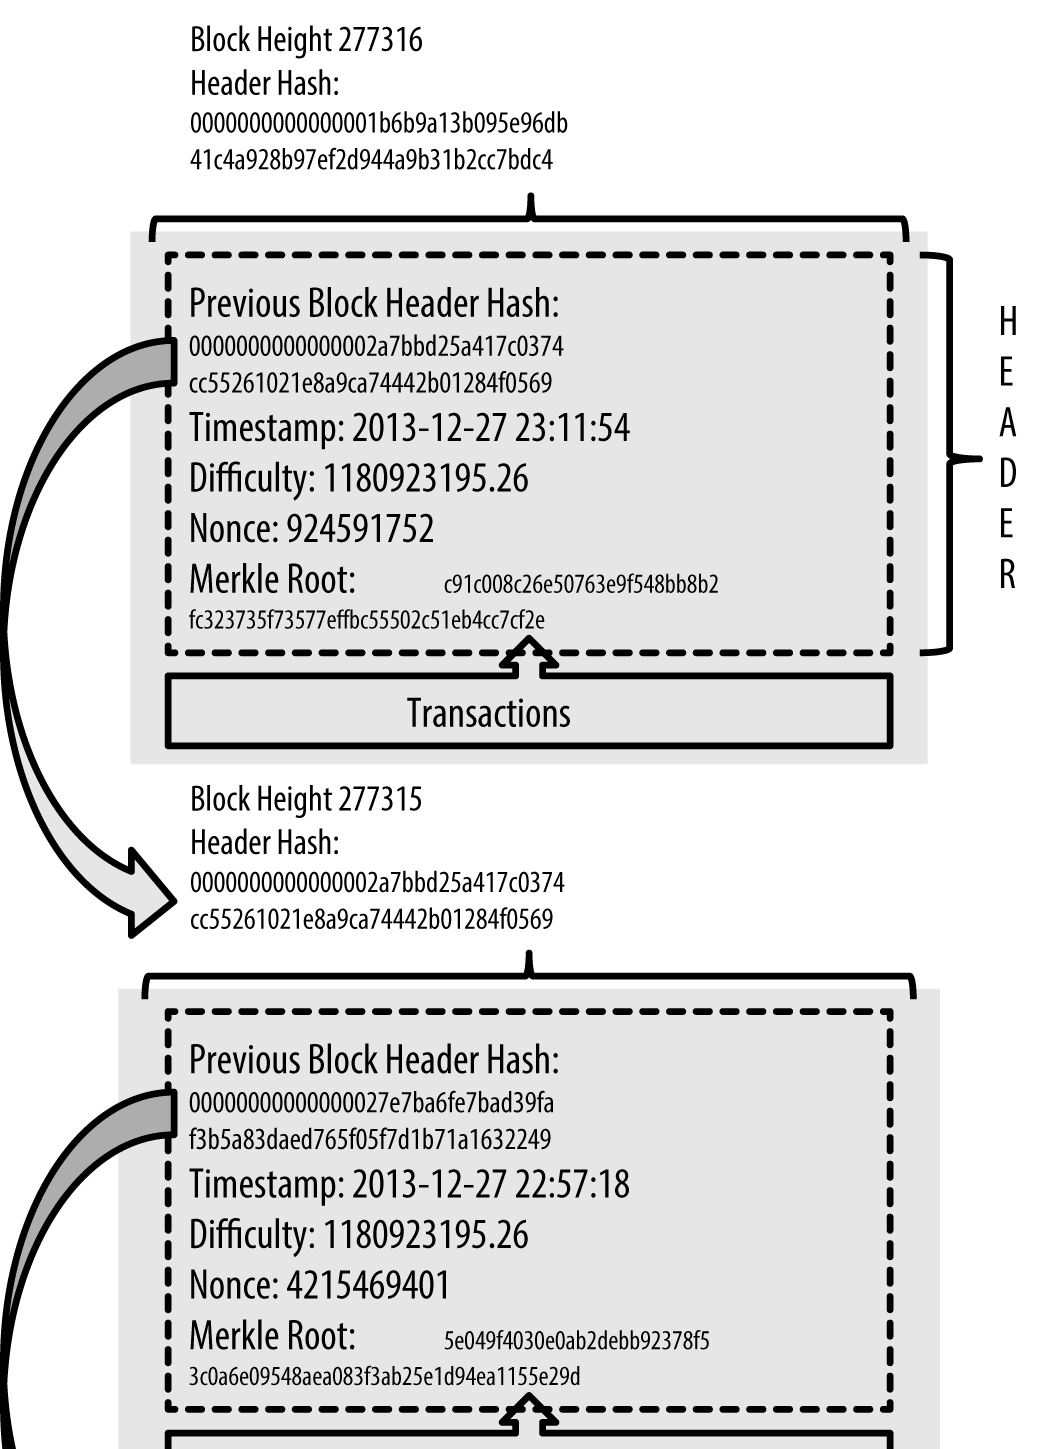 Block Height 277316
Header Hash:
0000000000000001b6b9a13b095e96db
41c4a928b97ef2d944a9b31b2cc7bdc4
Previous Block Header Hash:
0000000000000002a7bbd25a417c0374
cc55261021e8a9ca74442b01284f0569
Timestamp: 2013-12-27 23:11:54
Difficulty: 1180923195.26
Nonce: 924591752
Merkle Root: c91c008c26e50763e9f548bb8b2
fc323735f73577effbc55502c51eb4cc7cf2e
HEADER
Transactions
Block Height 277315
Header Hash:
0000000000000002a7bbd25a417c0374
cc55261021e8a9ca74442b01284f0569
Previous Block Header Hash:
00000000000000027e7ba6fe7bad39fa
f3b5a83daed765f05f7d1b71a1632249
Timestamp: 2013-12-27 22:57:18
Difficulty: 1180923195.26
Nonce: 4215469401
Merkle Root: 5e049f4030e0ab2debb92378f5
3c0a6e09548aea083f3ab25e1d94ea1155e29d